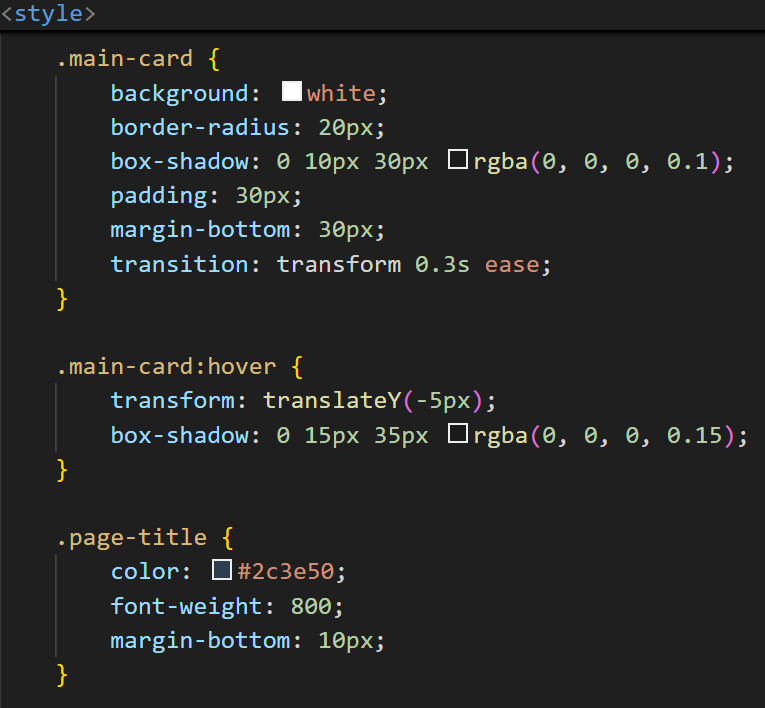 <style>
.main-card {
background: white;
border-radius: 20px;
box-shadow: 0 10px 30px rgba(0, 0, 0, 0.1);
padding: 30px;
margin-bottom: 30px;
transition: transform 0.3s ease;
}
.main-card:hover {
transform: translateY(-5px);
box-shadow: 0 15px 35px rgba(0, 0, 0, 0.15);
}
.page-title {
color: #2c3e50;
font-weight: 800;
margin-bottom: 10px;
}